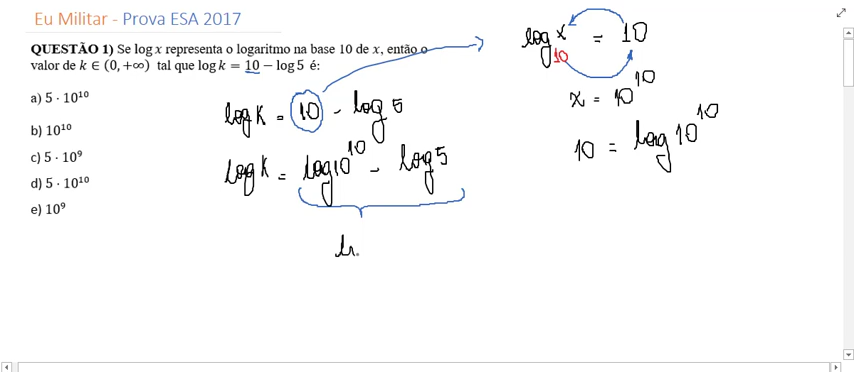 Eu Militar - Prova ESA 2017
QUESTÃO 1) Se log x representa o logaritmo na base 10 de x, então o
valor de k ∈ (0, +∞) tal que log k = 10 − log 5 é:
a) 5 · 10¹⁰
b) 10¹⁰
c) 5 · 10⁹
d) 5 · 10¹⁰
e) 10⁹
log K = 10 - log 5
log K = log 10¹⁰ - log 5
log₁₀ x = 10
x = 10¹⁰
10 = log 10¹⁰